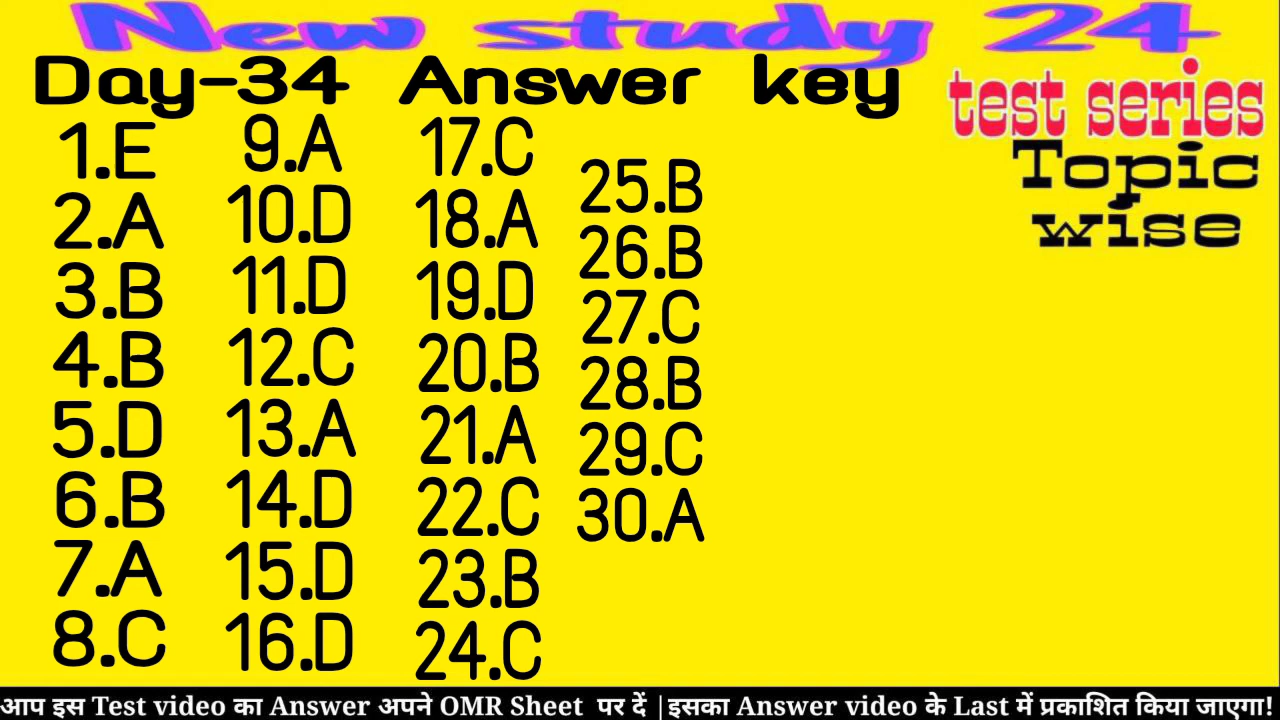 New study 24
Day-34 Answer key
test series
Topic
wise
1.E
2.A
3.B
4.B
5.D
6.B
7.A
8.C
9.A
10.D
11.D
12.C
13.A
14.D
15.D
16.D
17.C
18.A
19.D
20.B
21.A
22.C
23.B
24.C
25.B
26.B
27.C
28.B
29.C
30.A
आप इस Test video का Answer अपने OMR Sheet पर दें |इसका Answer video के Last में प्रकाशित किया जाएगा!